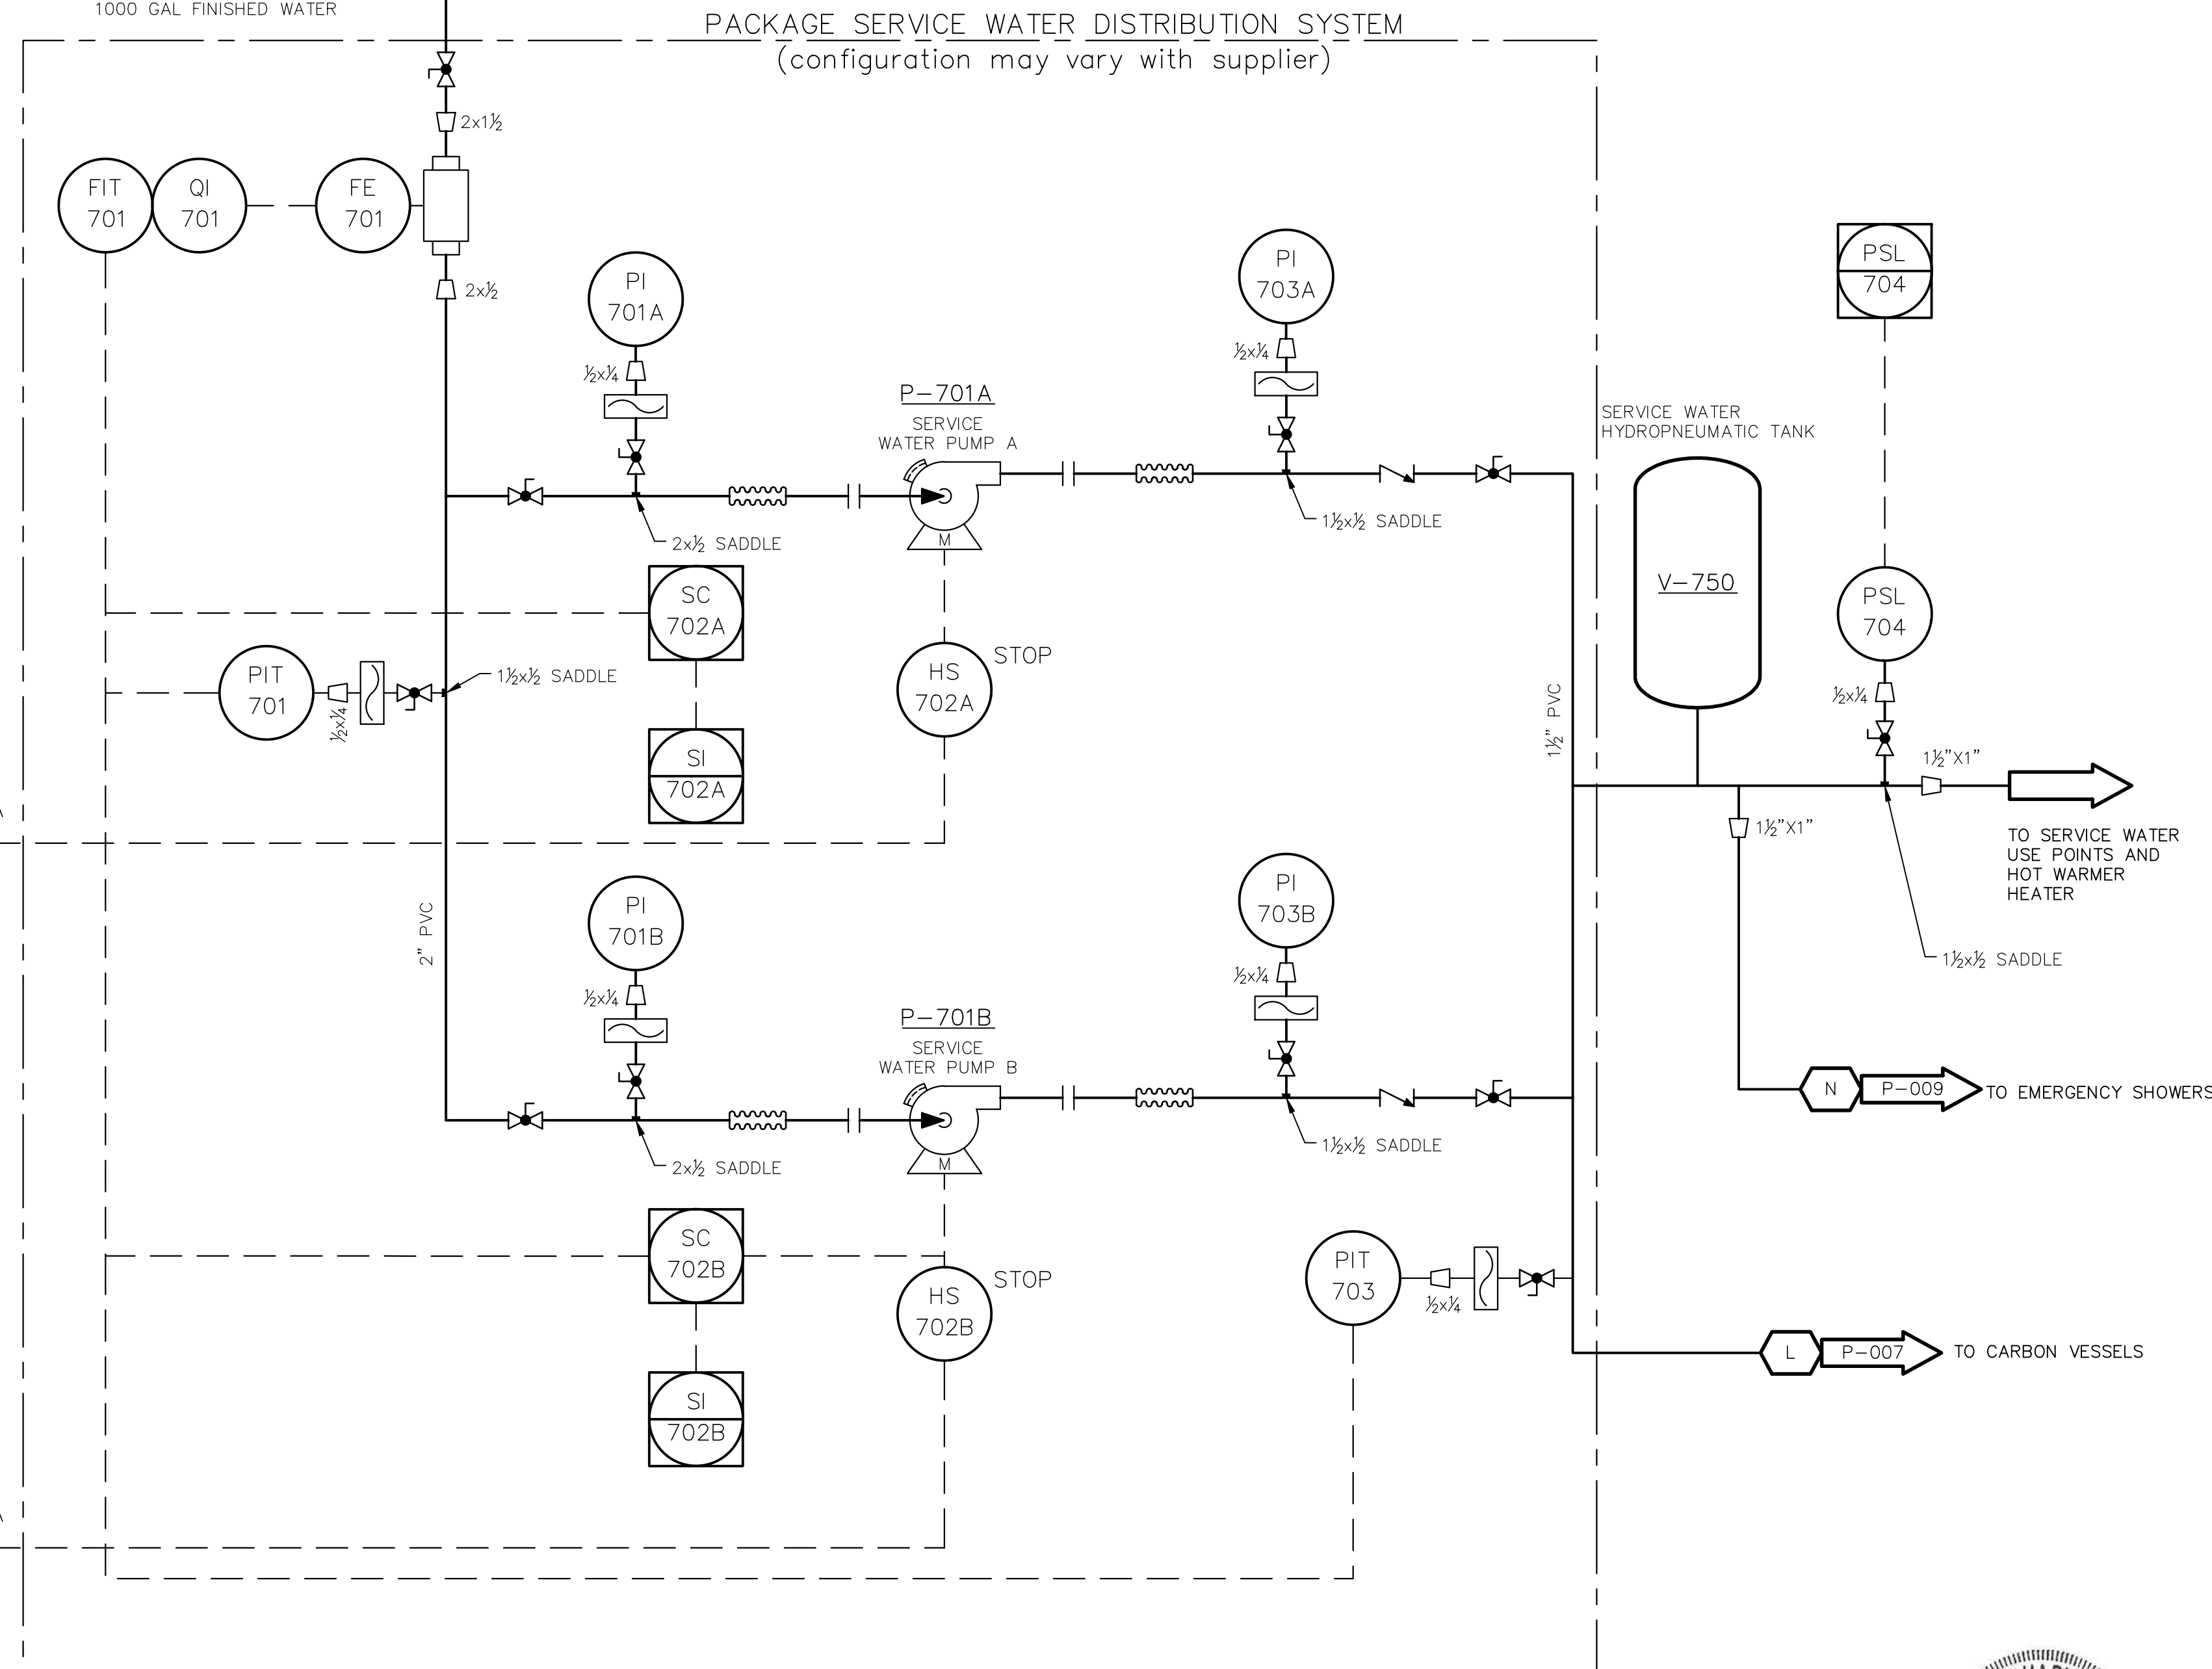 1000 GAL FINISHED WATER
PACKAGE SERVICE WATER DISTRIBUTION SYSTEM
(configuration may vary with supplier)
2x1½
FIT
701
QI
701
FE
701
2x½
PI
701A
½x¼
PI
703A
½x¼
PSL
704
P-701A
SERVICE
WATER PUMP A
M
2x½ SADDLE
1½x½ SADDLE
SERVICE WATER
HYDROPNEUMATIC TANK
V-750
PSL
704
½x¼
SC
702A
HS
702A
STOP
SI
702A
PIT
701
½x¼
1½x½ SADDLE
1½" PVC
1½"X1"
1½"X1"
TO SERVICE WATER
USE POINTS AND
HOT WARMER
HEATER
1½x½ SADDLE
2" PVC
PI
701B
½x¼
PI
703B
½x¼
P-701B
SERVICE
WATER PUMP B
M
2x½ SADDLE
1½x½ SADDLE
N
P-009
TO EMERGENCY SHOWERS
SC
702B
HS
702B
STOP
SI
702B
PIT
703
½x¼
L
P-007
TO CARBON VESSELS